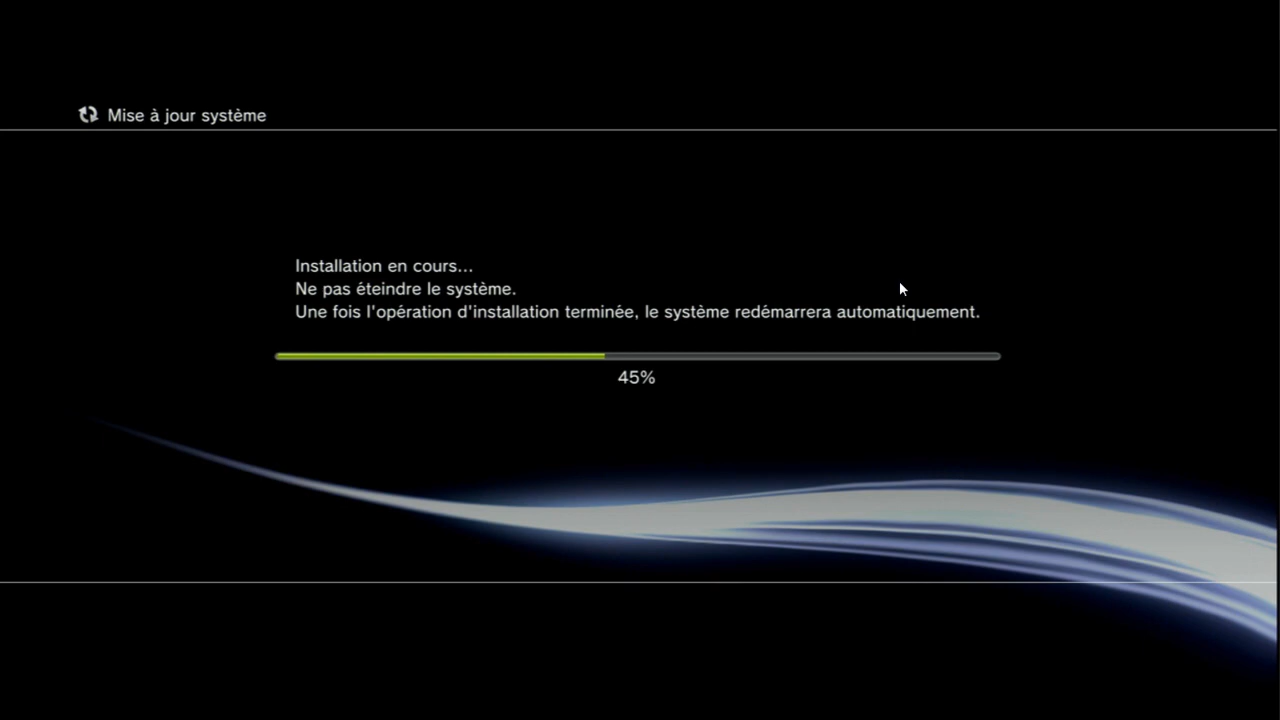 Mise à jour système
Installation en cours...
Ne pas éteindre le système.
Une fois l'opération d'installation terminée, le système redémarrera automatiquement.
45%